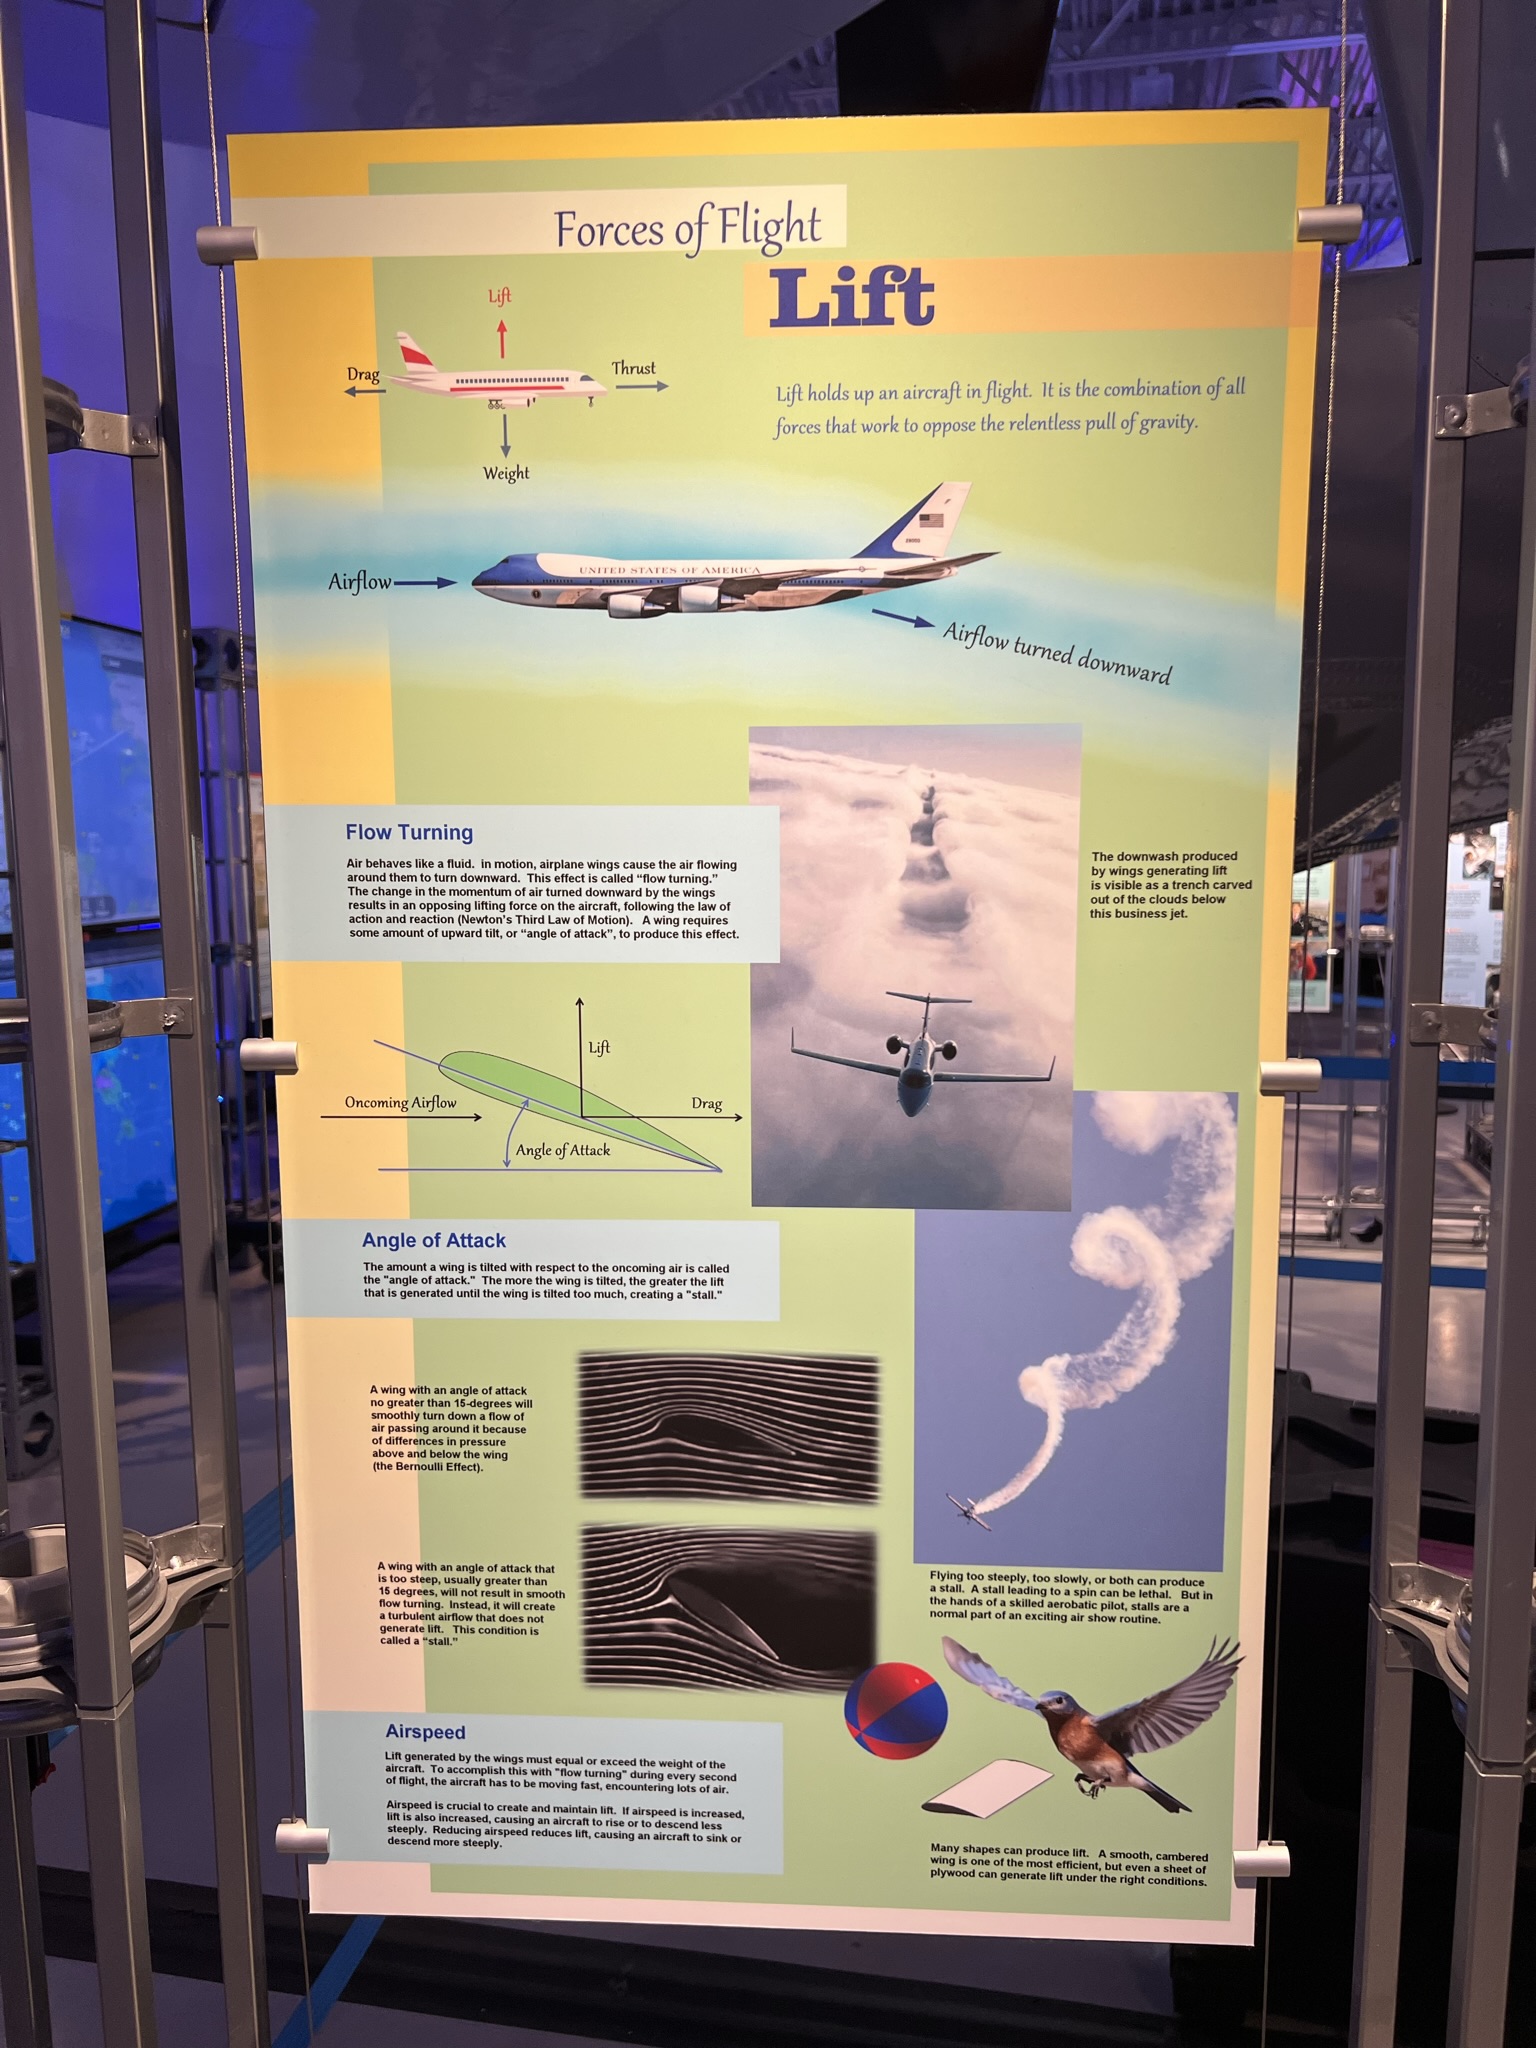 Forces of Flight
Lift
Lift
Drag
Thrust
Weight
Lift holds up an aircraft in flight. It is the combination of all
forces that work to oppose the relentless pull of gravity.
UNITED STATES OF AMERICA
Airflow
Airflow turned downward
Flow Turning
Air behaves like a fluid. in motion, airplane wings cause the air flowing
around them to turn downward. This effect is called “flow turning.”
The change in the momentum of air turned downward by the wings
results in an opposing lifting force on the aircraft, following the law of
action and reaction (Newton's Third Law of Motion). A wing requires
some amount of upward tilt, or “angle of attack”, to produce this effect.
The downwash produced
by wings generating lift
is visible as a trench carved
out of the clouds below
this business jet.
Lift
Oncoming Airflow
Drag
Angle of Attack
Angle of Attack
The amount a wing is tilted with respect to the oncoming air is called
the "angle of attack." The more the wing is tilted, the greater the lift
that is generated until the wing is tilted too much, creating a "stall."
A wing with an angle of attack
no greater than 15-degrees will
smoothly turn down a flow of
air passing around it because
of differences in pressure
above and below the wing
(the Bernoulli Effect).
A wing with an angle of attack that
is too steep, usually greater than
15 degrees, will not result in smooth
flow turning. Instead, it will create
a turbulent airflow that does not
generate lift. This condition is
called a “stall.”
Flying too steeply, too slowly, or both can produce
a stall. A stall leading to a spin can be lethal. But in
the hands of a skilled aerobatic pilot, stalls are a
normal part of an exciting air show routine.
Airspeed
Lift generated by the wings must equal or exceed the weight of the
aircraft. To accomplish this with "flow turning" during every second
of flight, the aircraft has to be moving fast, encountering lots of air.
Airspeed is crucial to create and maintain lift. If airspeed is increased,
lift is also increased, causing an aircraft to rise or to descend less
steeply. Reducing airspeed reduces lift, causing an aircraft to sink or
descend more steeply.
Many shapes can produce lift. A smooth, cambered
wing is one of the most efficient, but even a sheet of
plywood can generate lift under the right conditions.